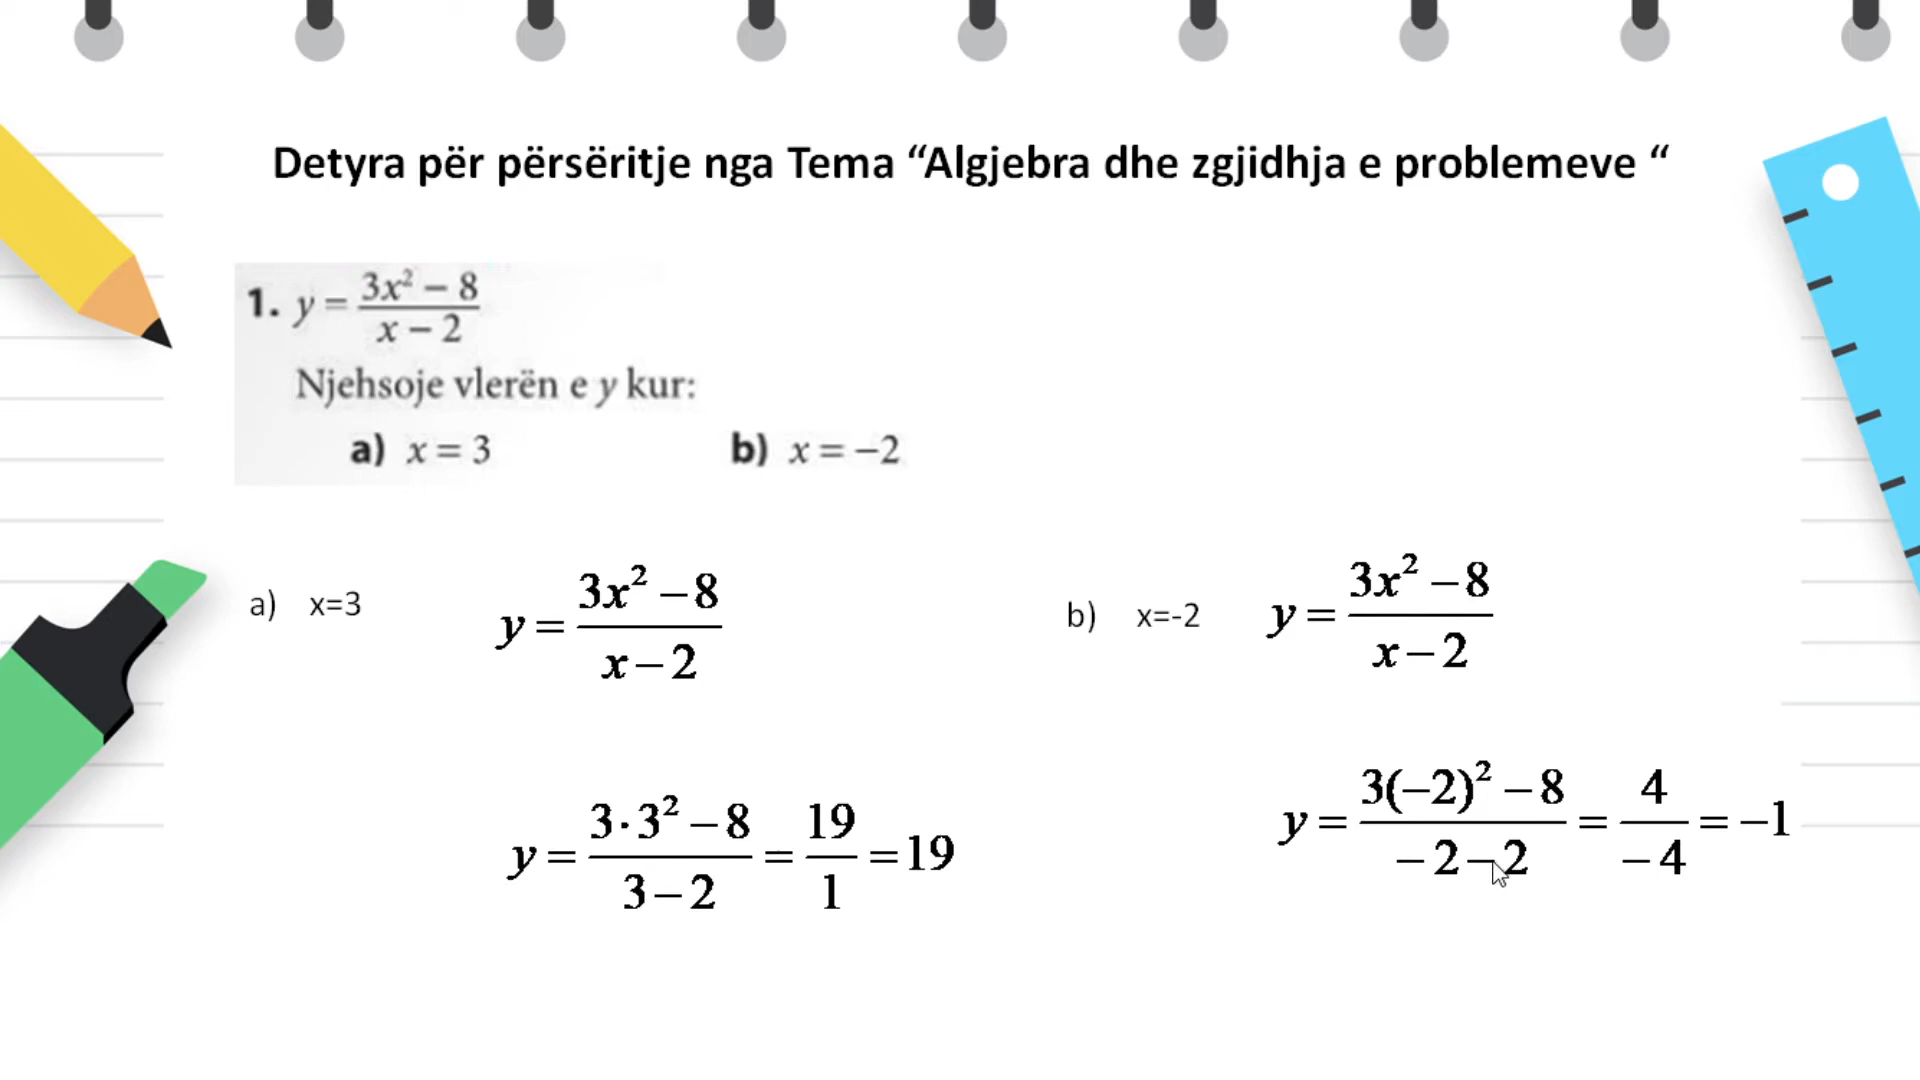 Detyra për përsëritje nga Tema “Algjebra dhe zgjidhja e problemeve “
1. y = (3x² − 8)/(x − 2)
Njehsoje vlerën e y kur:
a) x = 3 b) x = −2
a) x=3 y = (3x² − 8)/(x − 2)
b) x=-2 y = (3x² − 8)/(x − 2)
y = (3·3² − 8)/(3 − 2) = 19/1 = 19
y = (3(−2)² − 8)/(−2 − 2) = 4/(−4) = −1